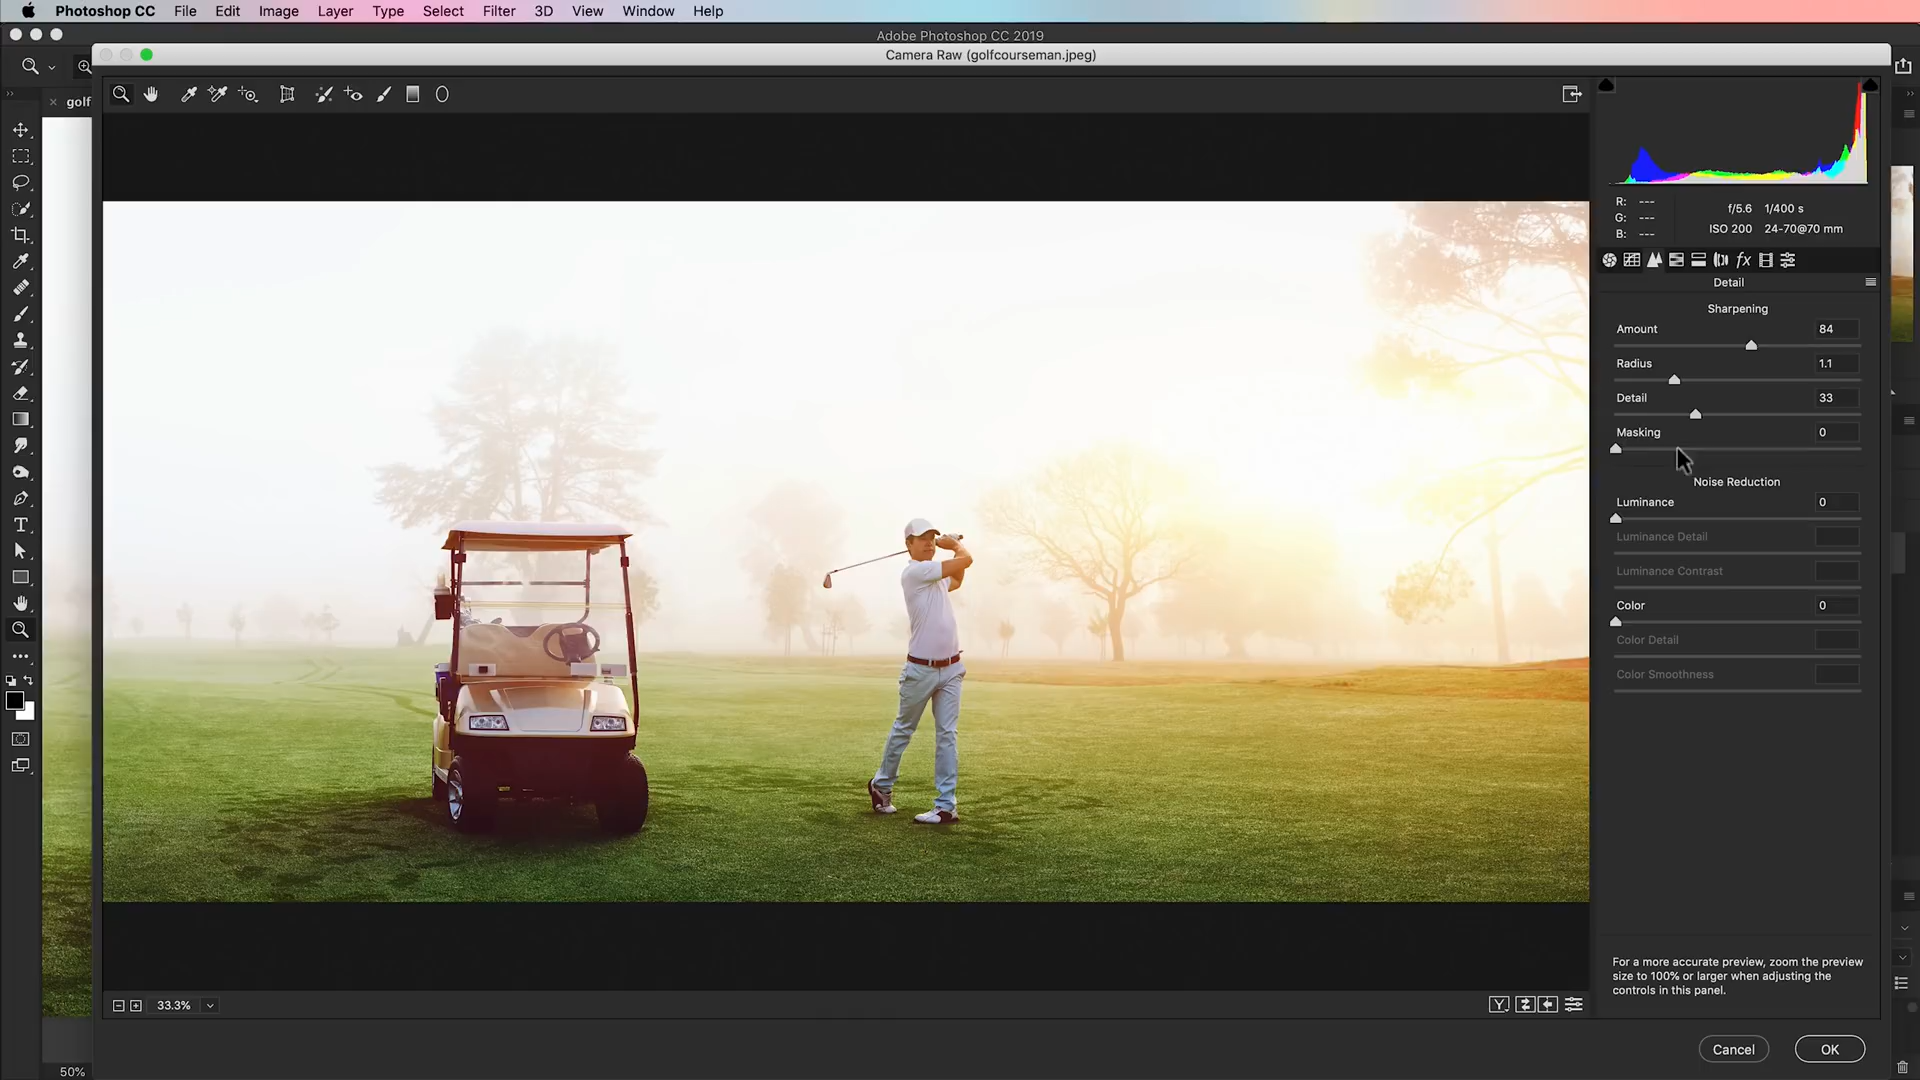 Photoshop CC File Edit Image Layer Type Select Filter 3D View Window Help
Adobe Photoshop CC 2019
Camera Raw (golfcourseman.jpeg)
golf
R: ---
G: ---
B: ---
f/5.6 1/400 s
ISO 200 24-70@70 mm
fx
Detail
Sharpening
Amount 84
Radius 1.1
Detail 33
Masking 0
Noise Reduction
Luminance 0
Luminance Detail
Luminance Contrast
Color 0
Color Detail
Color Smoothness
T
For a more accurate preview, zoom the preview
size to 100% or larger when adjusting the
controls in this panel.
33.3%
Y
Cancel OK
50%